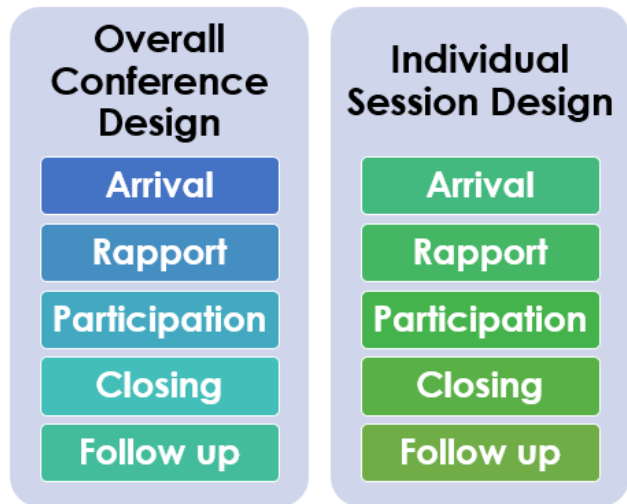 Overall
Conference
Design
Arrival
Rapport
Participation
Closing
Follow up
Individual
Session Design
Arrival
Rapport
Participation
Closing
Follow up